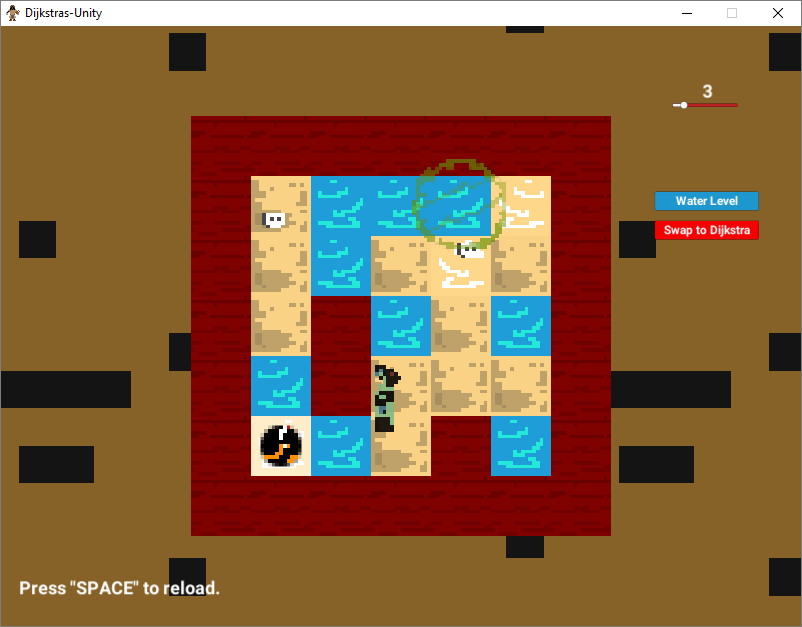 Dijkstras-Unity
3
Water Level
Swap to Dijkstra
Press "SPACE" to reload.